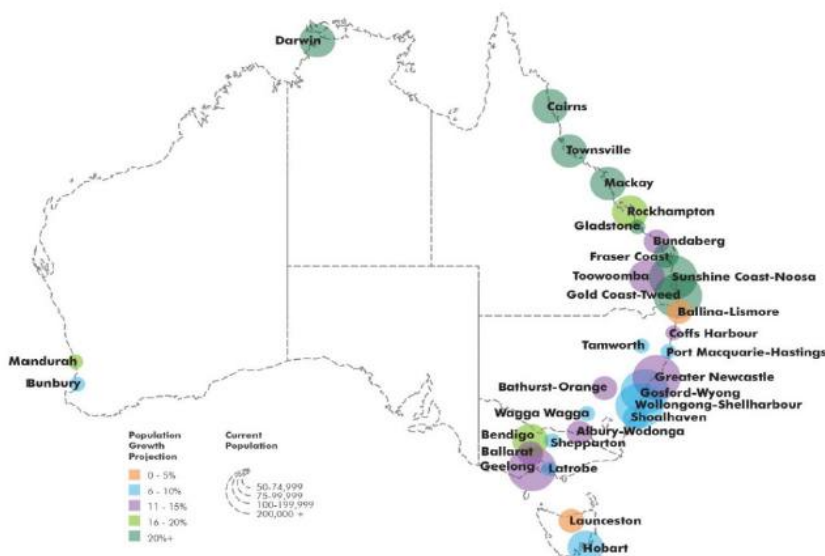 Darwin
Cairns
Townsville
Mackay
Rockhampton
Gladstone
Bundaberg
Fraser Coast
Toowoomba
Sunshine Coast-Noosa
Gold Coast-Tweed
Ballina-Lismore
Coffs Harbour
Tamworth
Port Macquarie-Hastings
Mandurah
Bunbury
Greater Newcastle
Bathurst-Orange
Gosford-Wyong
Wollongong-Shellharbour
Wagga Wagga
Shoalhaven
Albury-Wodonga
Bendigo
Shepparton
Ballarat
Geelong
Latrobe
Launceston
Hobart
Population
Growth
Projection
0 - 5%
6 - 10%
11 - 15%
16 - 20%
20%+
Current
Population
50-74,999
75-99,999
100-199,999
200,000 +